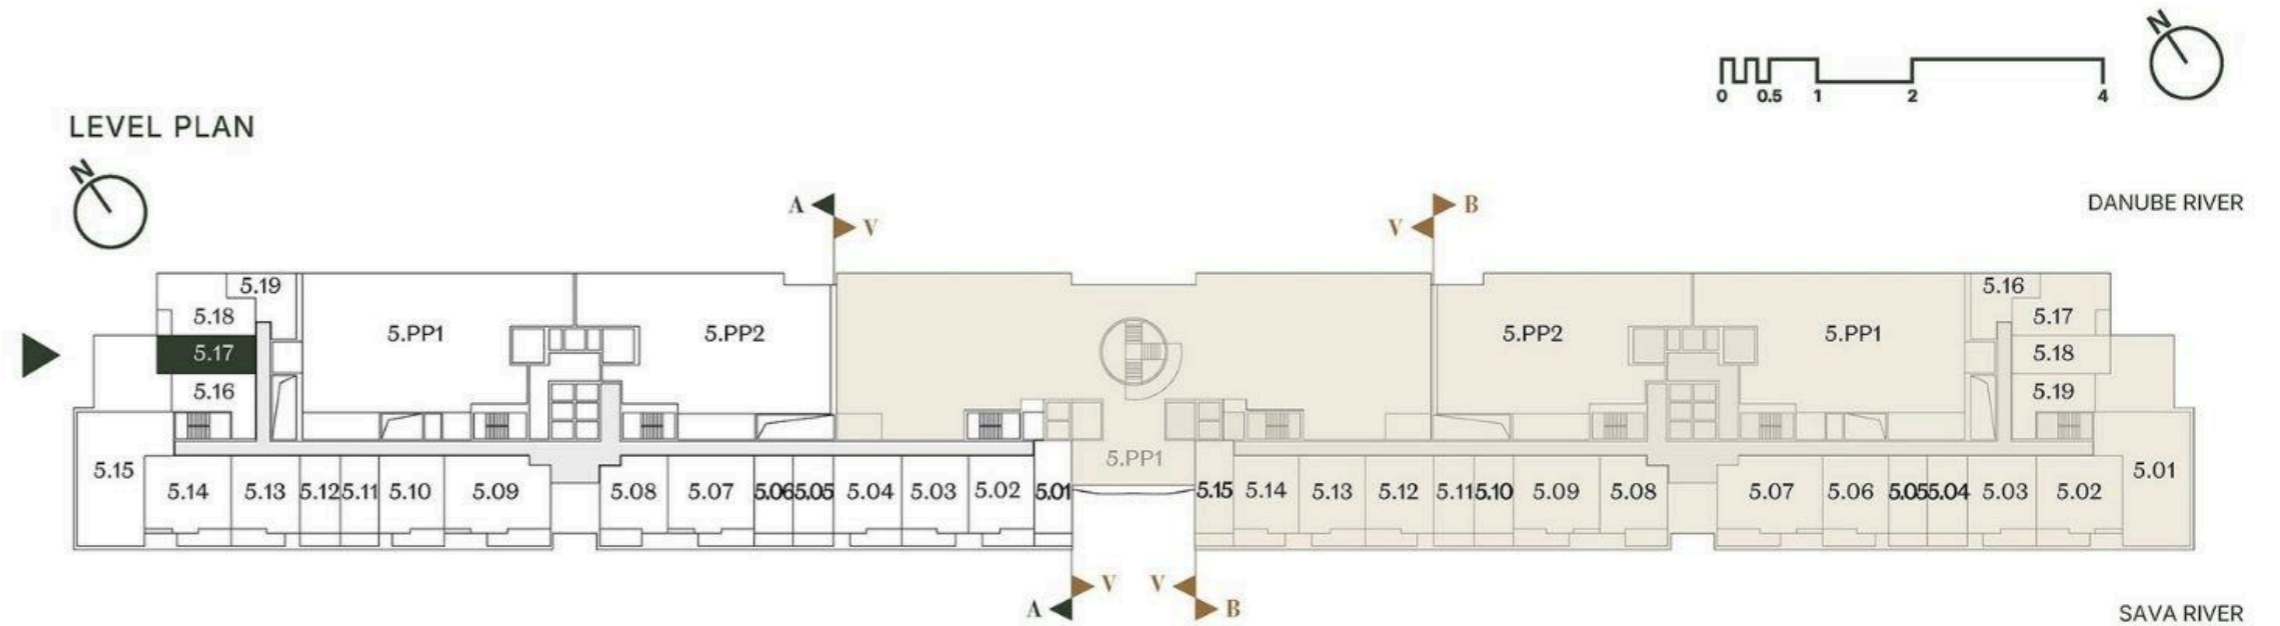 N
0 0.5 1 2 4
LEVEL PLAN
N
A
V
B
V
DANUBE RIVER
5.19
5.18
5.17
5.16
5.PP1
5.PP2
5.PP2
5.PP1
5.16
5.17
5.18
5.19
5.PP1
5.15 5.14 5.13 5.12 5.11 5.10 5.09 5.08 5.07 5.06 5.05 5.04 5.03 5.02 5.01
5.15 5.14 5.13 5.12 5.11 5.10 5.09 5.08 5.07 5.06 5.05 5.04 5.03 5.02 5.01
V
A
V
B
SAVA RIVER